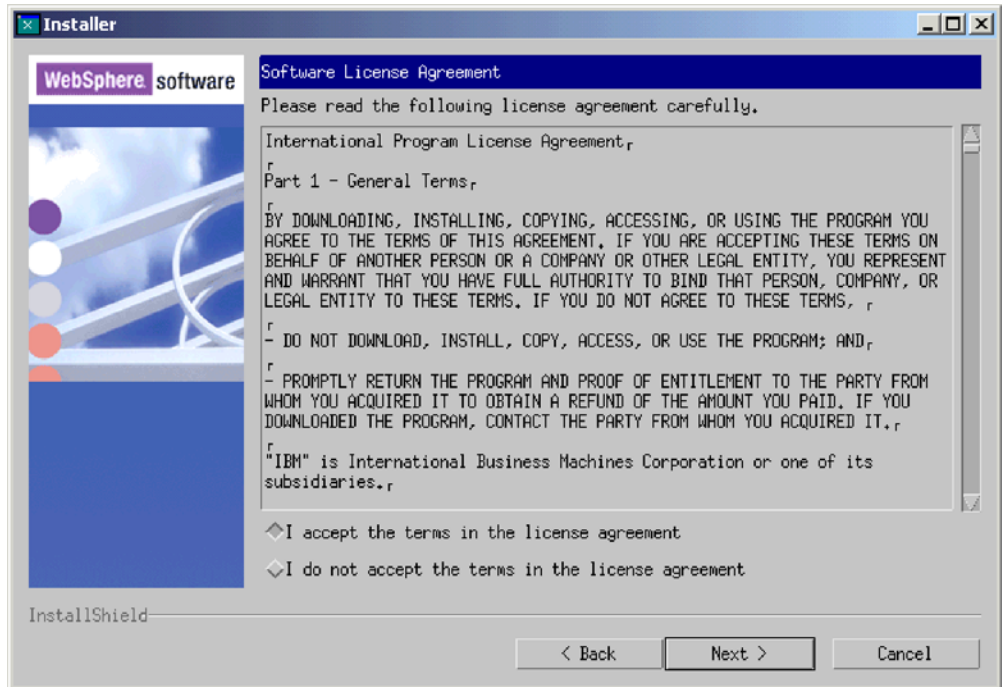 Installer
WebSphere software
Software License Agreement
Please read the following license agreement carefully.
International Program License Agreement┌
┌
Part 1 - General Terms┌
┌
BY DOWNLOADING, INSTALLING, COPYING, ACCESSING, OR USING THE PROGRAM YOU
AGREE TO THE TERMS OF THIS AGREEMENT. IF YOU ARE ACCEPTING THESE TERMS ON
BEHALF OF ANOTHER PERSON OR A COMPANY OR OTHER LEGAL ENTITY, YOU REPRESENT
AND WARRANT THAT YOU HAVE FULL AUTHORITY TO BIND THAT PERSON, COMPANY, OR
LEGAL ENTITY TO THESE TERMS. IF YOU DO NOT AGREE TO THESE TERMS, ┌
┌
- DO NOT DOWNLOAD, INSTALL, COPY, ACCESS, OR USE THE PROGRAM; AND┌
┌
- PROMPTLY RETURN THE PROGRAM AND PROOF OF ENTITLEMENT TO THE PARTY FROM
WHOM YOU ACQUIRED IT TO OBTAIN A REFUND OF THE AMOUNT YOU PAID. IF YOU
DOWNLOADED THE PROGRAM, CONTACT THE PARTY FROM WHOM YOU ACQUIRED IT.┌
┌
"IBM" is International Business Machines Corporation or one of its
subsidiaries.┌
I accept the terms in the license agreement
I do not accept the terms in the license agreement
InstallShield
< Back Next > Cancel